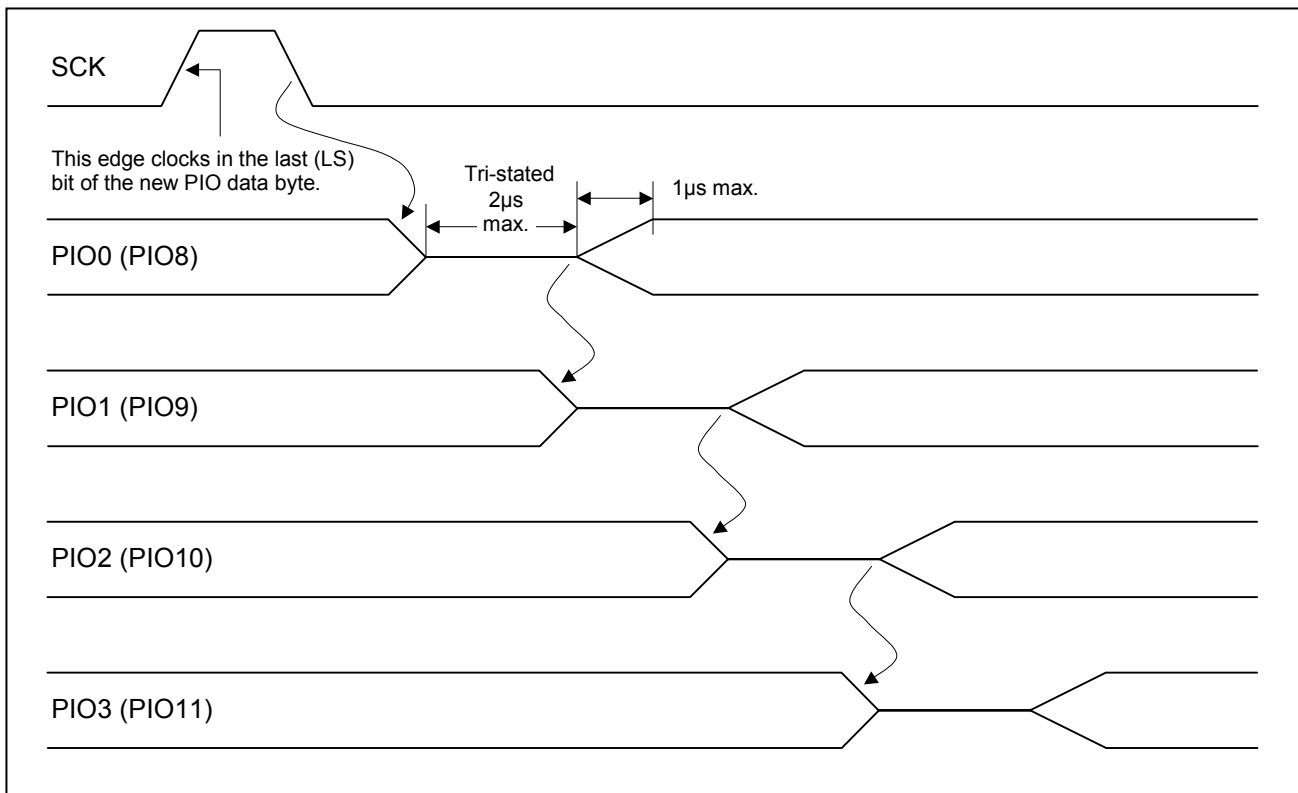 SCK
This edge clocks in the last (LS)
bit of the new PIO data byte.
Tri-stated
2µs
max.
1µs max.
PIO0 (PIO8)
PIO1 (PIO9)
PIO2 (PIO10)
PIO3 (PIO11)